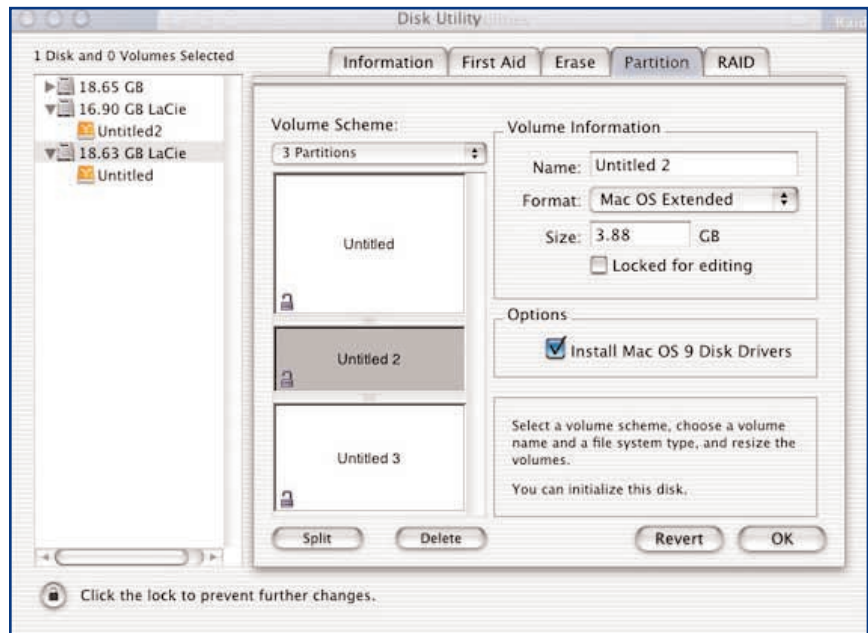 Disk Utility
1 Disk and 0 Volumes Selected
Information
First Aid
Erase
Partition
RAID
18.65 GB
16.90 GB LaCie
Untitled2
18.63 GB LaCie
Untitled
Volume Scheme:
3 Partitions
Untitled
Untitled 2
Untitled 3
Split
Delete
Volume Information
Name: Untitled 2
Format: Mac OS Extended
Size: 3.88 GB
Locked for editing
Options
Install Mac OS 9 Disk Drivers
Select a volume scheme, choose a volume
name and a file system type, and resize the
volumes.
You can initialize this disk.
Revert
OK
Click the lock to prevent further changes.